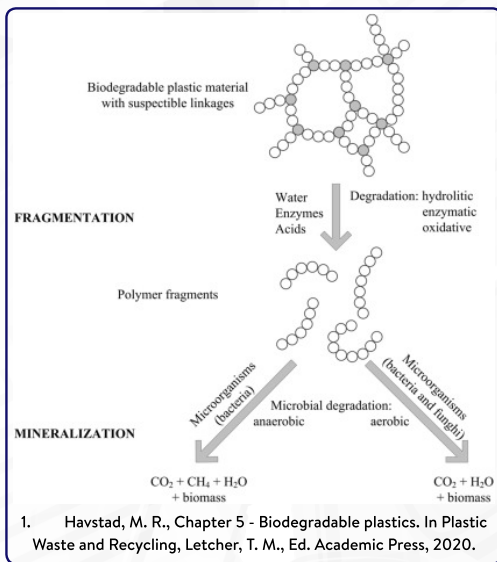 Biodegradable plastic material
with suspectible linkages
Water
Enzymes
Acids
Degradation: hydrolitic
enzymatic
oxidative
FRAGMENTATION
Polymer fragments
Microorganisms
(bacteria)
Microbial degradation:
anaerobic aerobic
Microorganisms
(bacteria and funghi)
MINERALIZATION
CO₂ + CH₄ + H₂O
+ biomass
CO₂ + H₂O
+ biomass
1. Havstad, M. R., Chapter 5 - Biodegradable plastics. In Plastic
Waste and Recycling, Letcher, T. M., Ed. Academic Press, 2020.